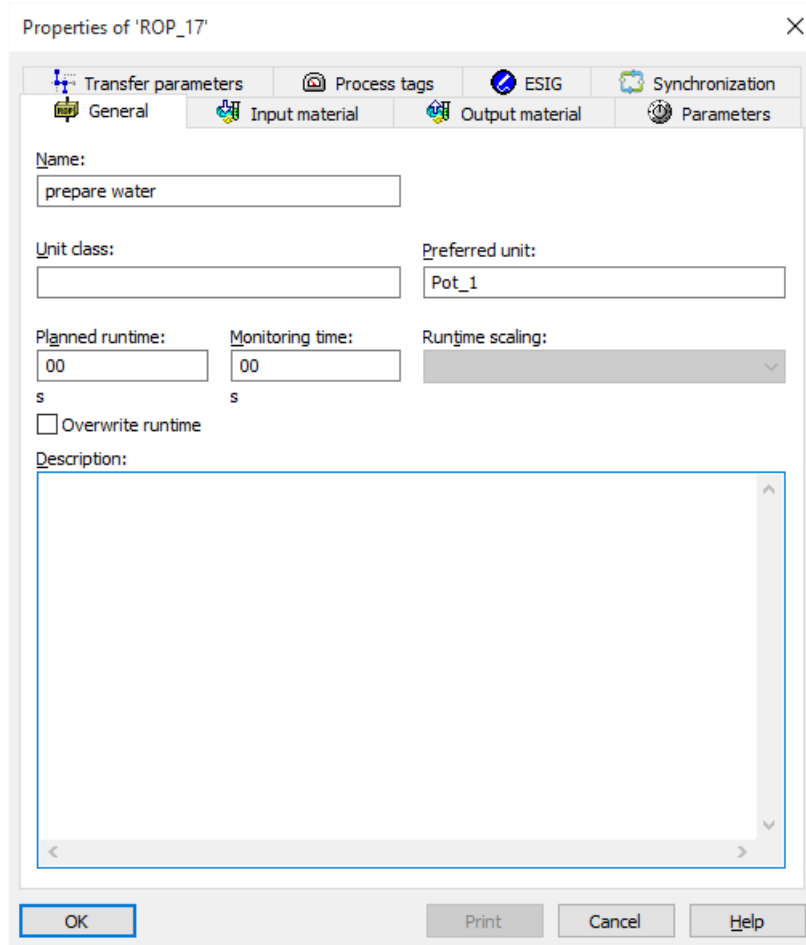 Properties of 'ROP_17'
Transfer parameters Process tags ESIG Synchronization
ROP General Input material Output material Parameters
Name:
prepare water
Unit class: Preferred unit:
Pot_1
Planned runtime: Monitoring time: Runtime scaling:
00 00
s s
Overwrite runtime
Description:
OK Print Cancel Help